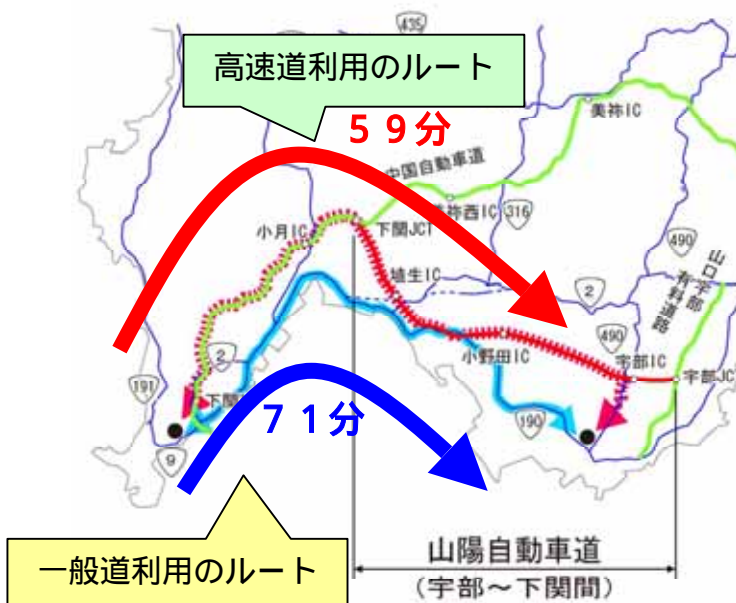 高速道利用のルート
59分
435
美祢IC
中国自動車道
美祢西IC
316
小月IC
下関JCT
490
山口宇部
有料道路
埴生IC
2
490
小野田IC
宇部IC
宇部JC
2
191
下関
9
71分
190
山陽自動車道
(宇部～下関間)
一般道利用のルート